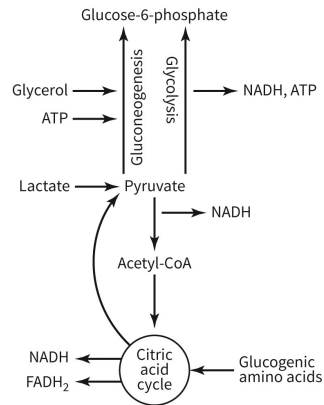 Glucose-6-phosphate
Glycerol
ATP
Gluconeogenesis
Glycolysis
NADH, ATP
Lactate
Pyruvate
NADH
Acetyl-CoA
Citric
acid
cycle
NADH
FADH₂
Glucogenic
amino acids